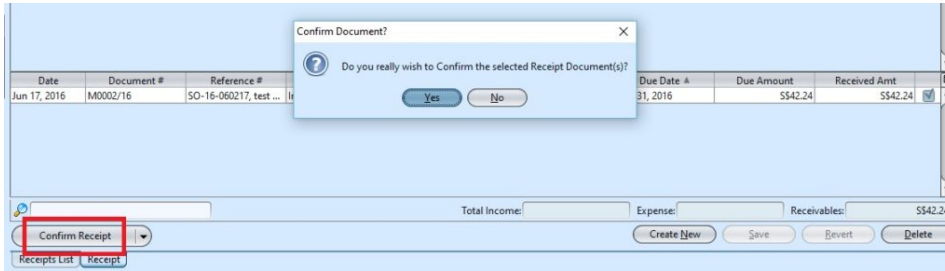 Confirm Document?
Do you really wish to Confirm the selected Receipt Document(s)?
Yes No
Date Document # Reference # Due Date Due Amount Received Amt
Jun 17, 2016 M0002/16 SO-16-060217, test ... 31, 2016 S$42.24 S$42.24
Total Income: Expense: Receivables: S$42.2
Confirm Receipt Create New Save Revert Delete
Receipts List Receipt